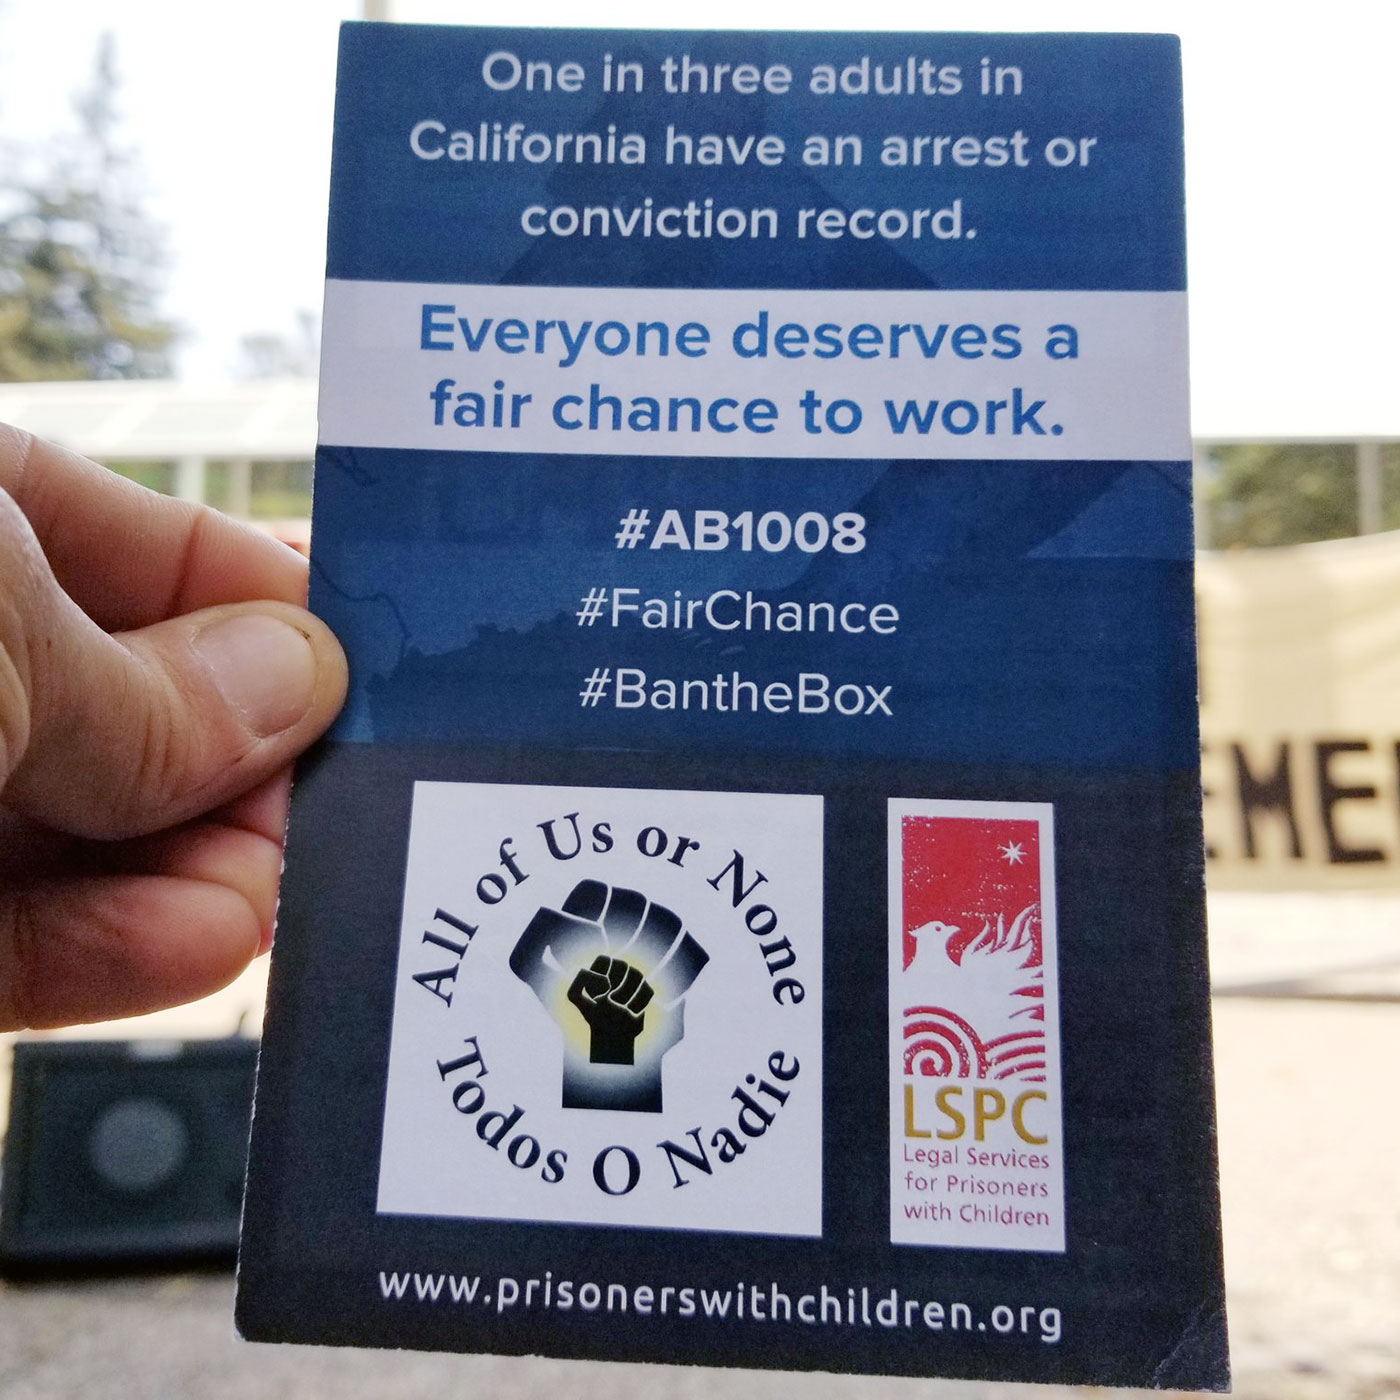 One in three adults in
California have an arrest or
conviction record.
Everyone deserves a
fair chance to work.
#AB1008
#FairChance
#BantheBox
All of Us or None
Todos O Nadie
LSPC
Legal Services
for Prisoners
with Children
www.prisonerswithchildren.org